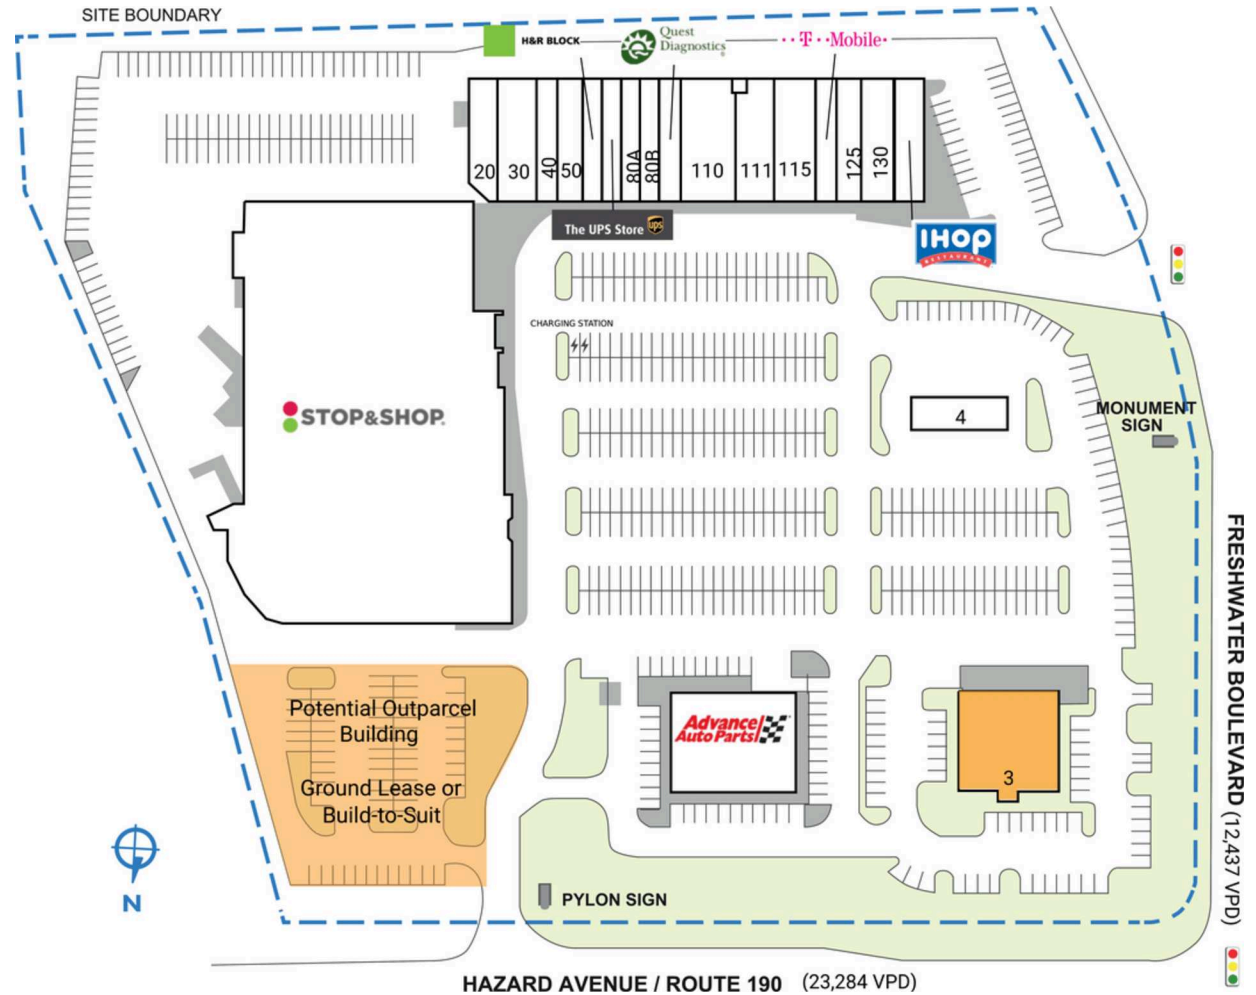 SITE BOUNDARY
H&R BLOCK
Quest
Diagnostics
T Mobile
20
30
40
50
80A
80B
110
111
115
125
130
The UPS Store
ups
IHOP
RESTAURANT
CHARGING STATION
STOP&SHOP
4
MONUMENT
SIGN
FRESHWATER BOULEVARD (12,437 VPD)
Potential Outparcel
Building
Ground Lease or
Build-to-Suit
Advance
Auto Parts
3
N
PYLON SIGN
HAZARD AVENUE / ROUTE 190 (23,284 VPD)